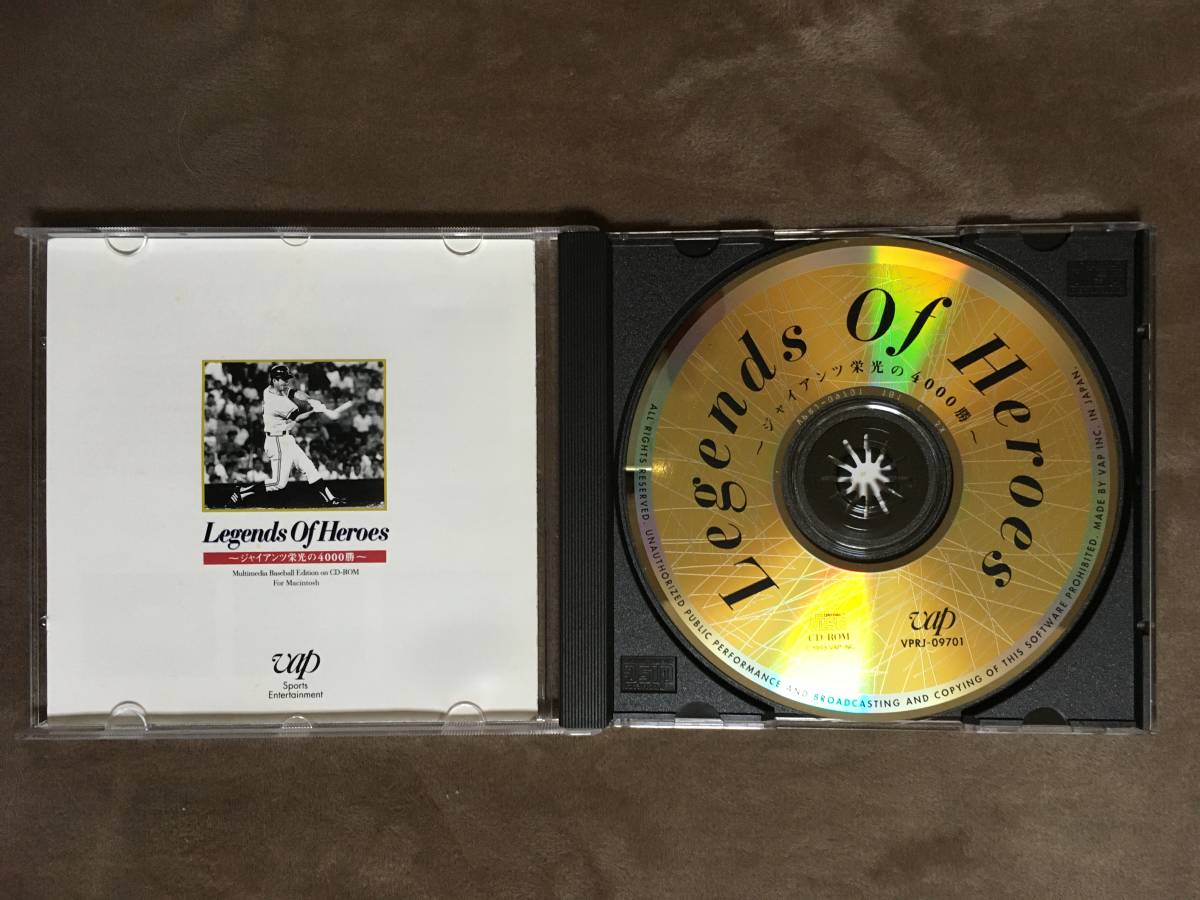 Legends Of Heroes
〜ジャイアンツ栄光の4000勝〜
Multimedia Baseball Edition on CD-ROM
For Macintosh
vap
Sports
Entertainment
Legends Of Heroes
〜ジャイアンツ栄光の4000勝〜
CD-ROM
vap
VPRJ-09701
ALL RIGHTS RESERVED. UNAUTHORIZED PUBLIC PERFORMANCE AND BROADCASTING AND COPYING OF THIS SOFTWARE PROHIBITED. MADE BY VAP INC. IN JAPAN.